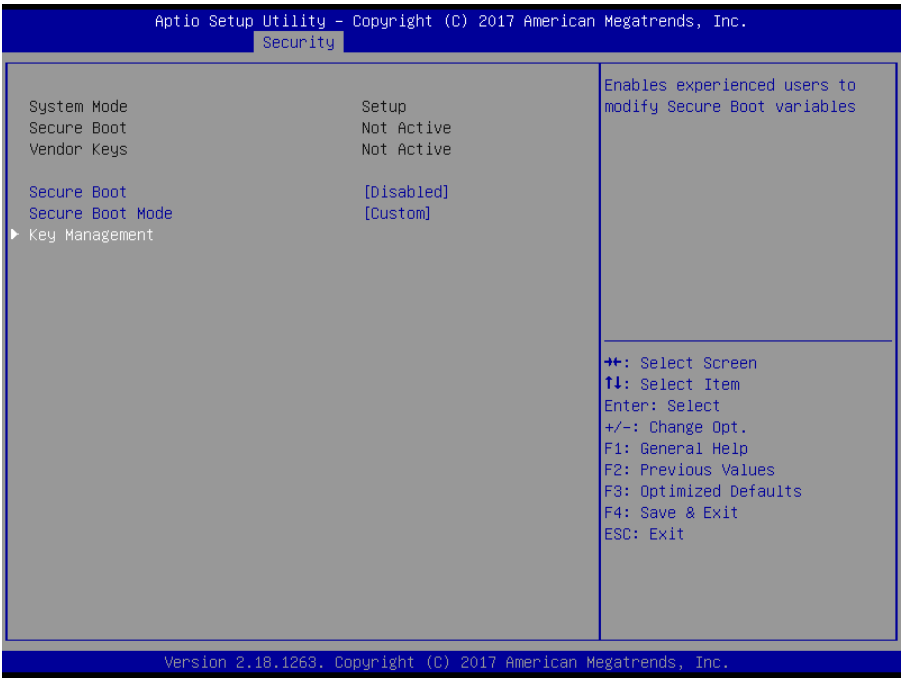 Aptio Setup Utility – Copyright (C) 2017 American Megatrends, Inc.
Security
System Mode Setup
Secure Boot Not Active
Vendor Keys Not Active
Secure Boot [Disabled]
Secure Boot Mode [Custom]
► Key Management
Enables experienced users to
modify Secure Boot variables
→←: Select Screen
↑↓: Select Item
Enter: Select
+/-: Change Opt.
F1: General Help
F2: Previous Values
F3: Optimized Defaults
F4: Save & Exit
ESC: Exit
Version 2.18.1263. Copyright (C) 2017 American Megatrends, Inc.